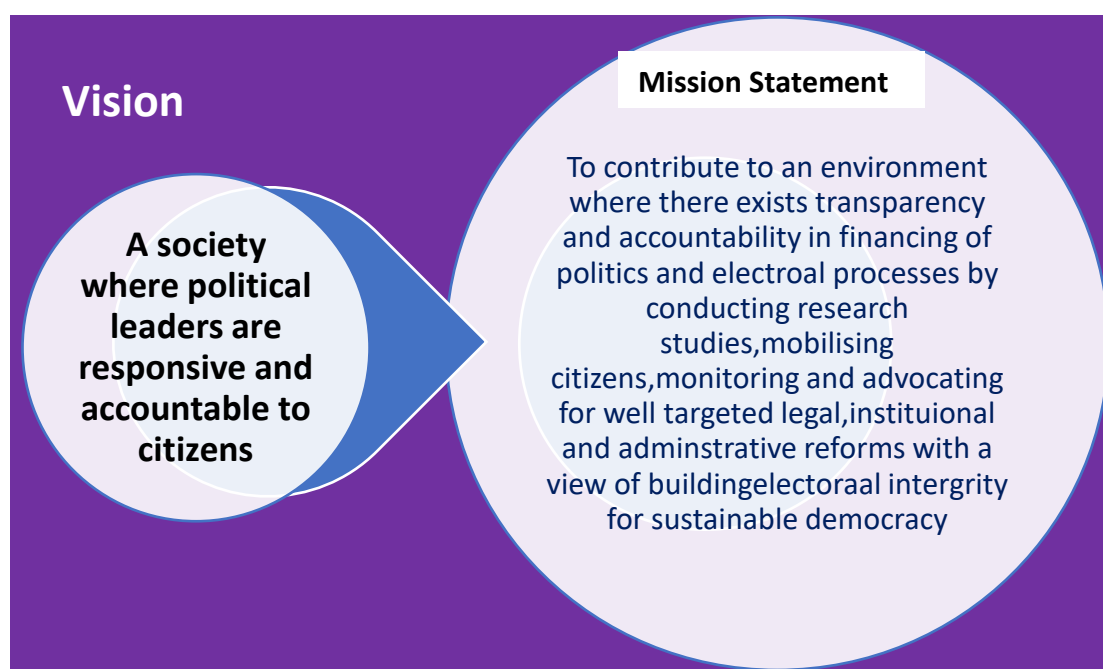 Vision
A society
where political
leaders are
responsive and
accountable to
citizens
Mission Statement
To contribute to an environment
where there exists transparency
and accountability in financing of
politics and electroal processes by
conducting research
studies,mobilising
citizens,monitoring and advocating
for well targeted legal,instituional
and adminstrative reforms with a
view of buildingelectoraal intergrity
for sustainable democracy